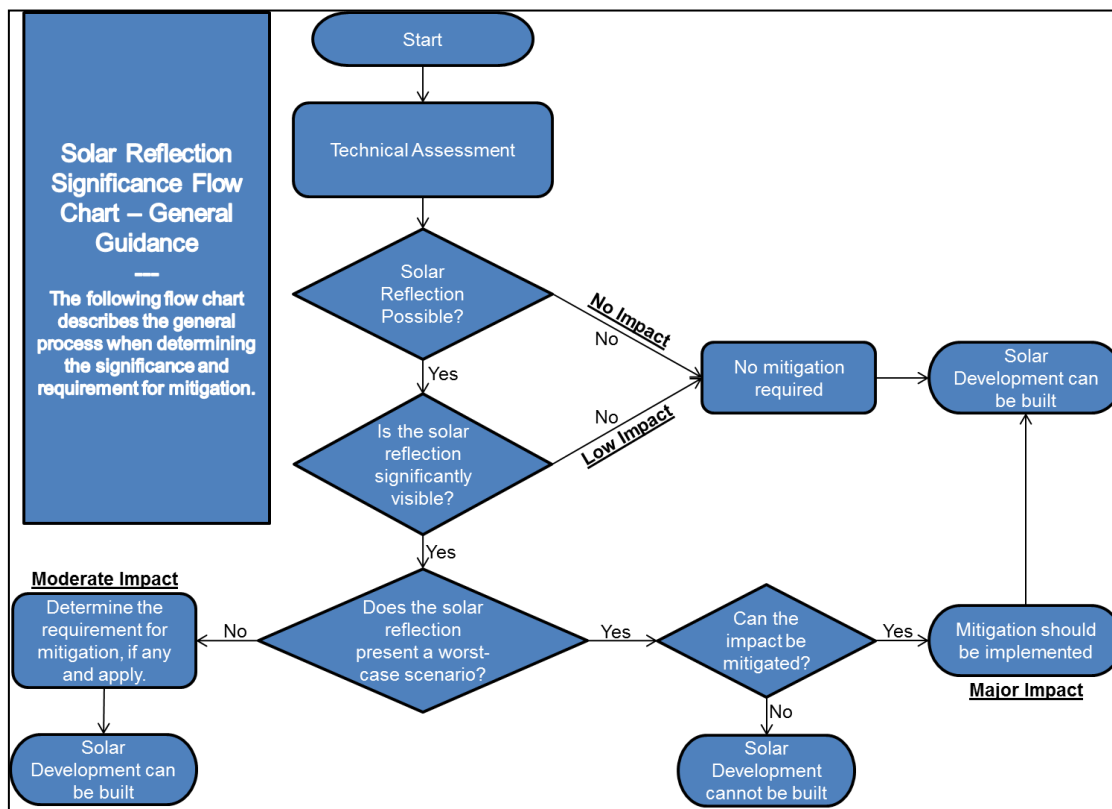 Solar Reflection
Significance Flow
Chart – General
Guidance
---
The following flow chart
describes the general
process when determining
the significance and
requirement for mitigation.
Start
Technical Assessment
Solar
Reflection
Possible?
No Impact
No
Yes
Is the solar
reflection
significantly
visible?
No
Low Impact
No mitigation
required
Solar
Development can
be built
Yes
Does the solar
reflection
present a worst-
case scenario?
No
Moderate Impact
Determine the
requirement for
mitigation, if any
and apply.
Solar
Development can
be built
Yes
Can the
impact be
mitigated?
Yes
Mitigation should
be implemented
Major Impact
No
Solar
Development
cannot be built